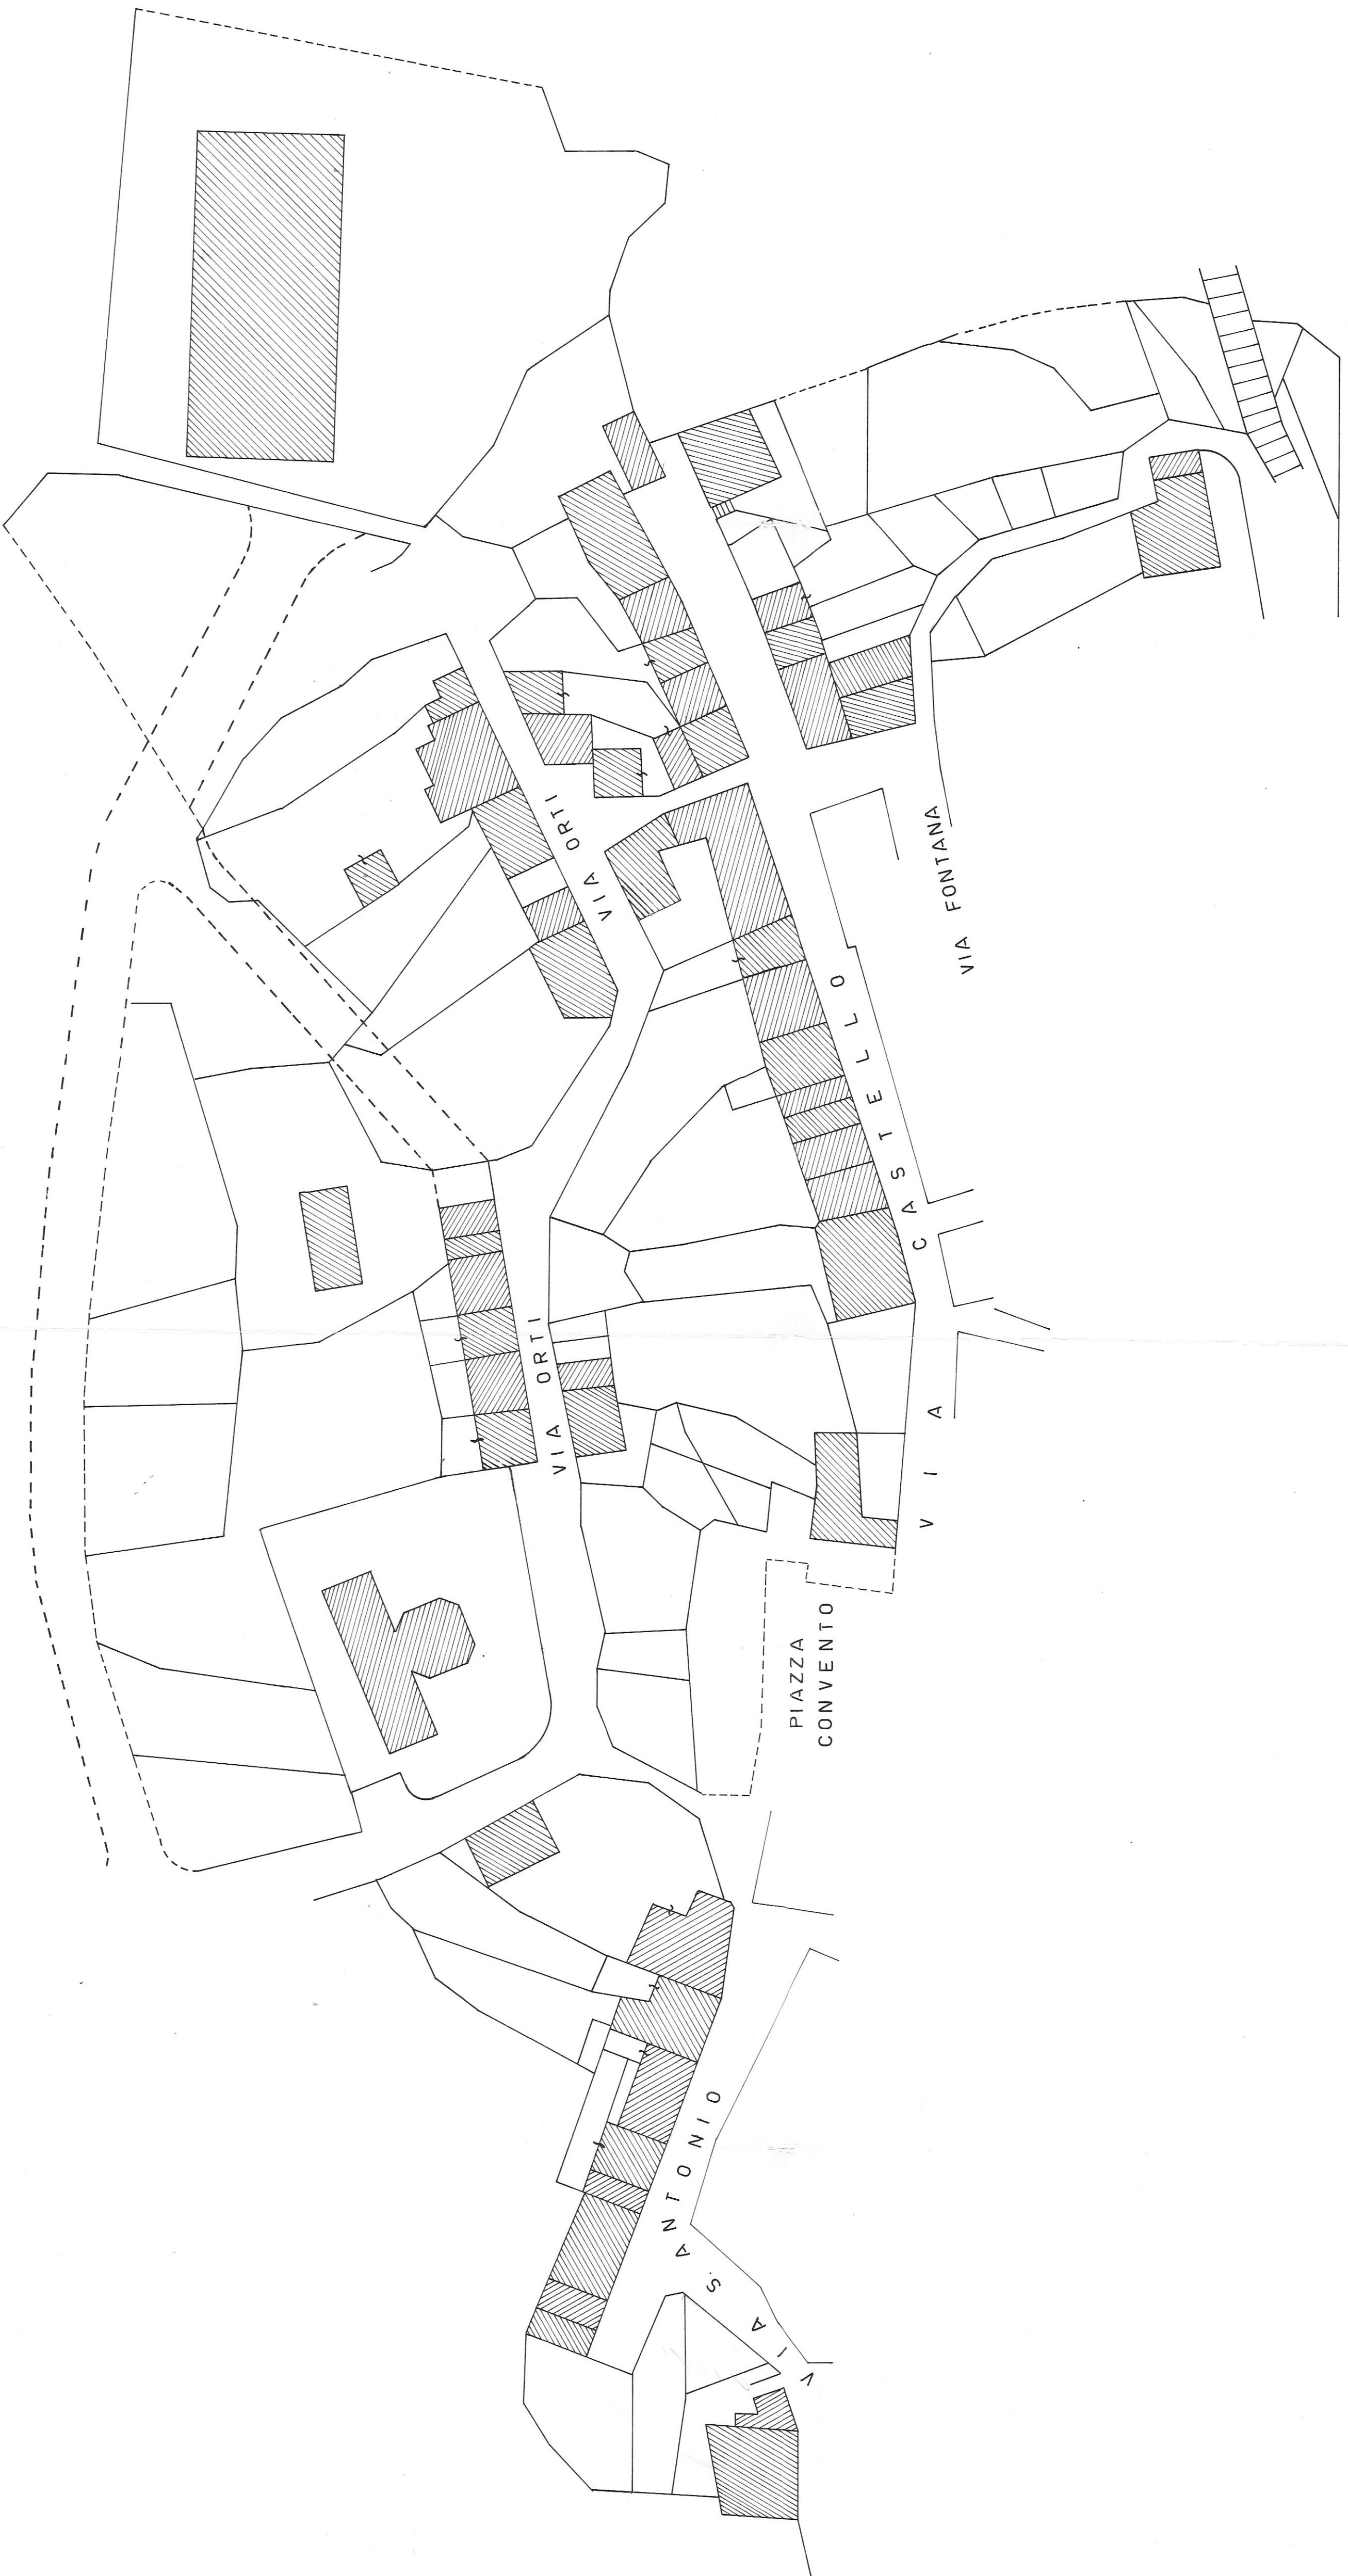 VIA ORTI
VIA FONTANA
VIA CASTELLO
VIA ORTI
PIAZZA
CONVENTO
VIA S. ANTONIO